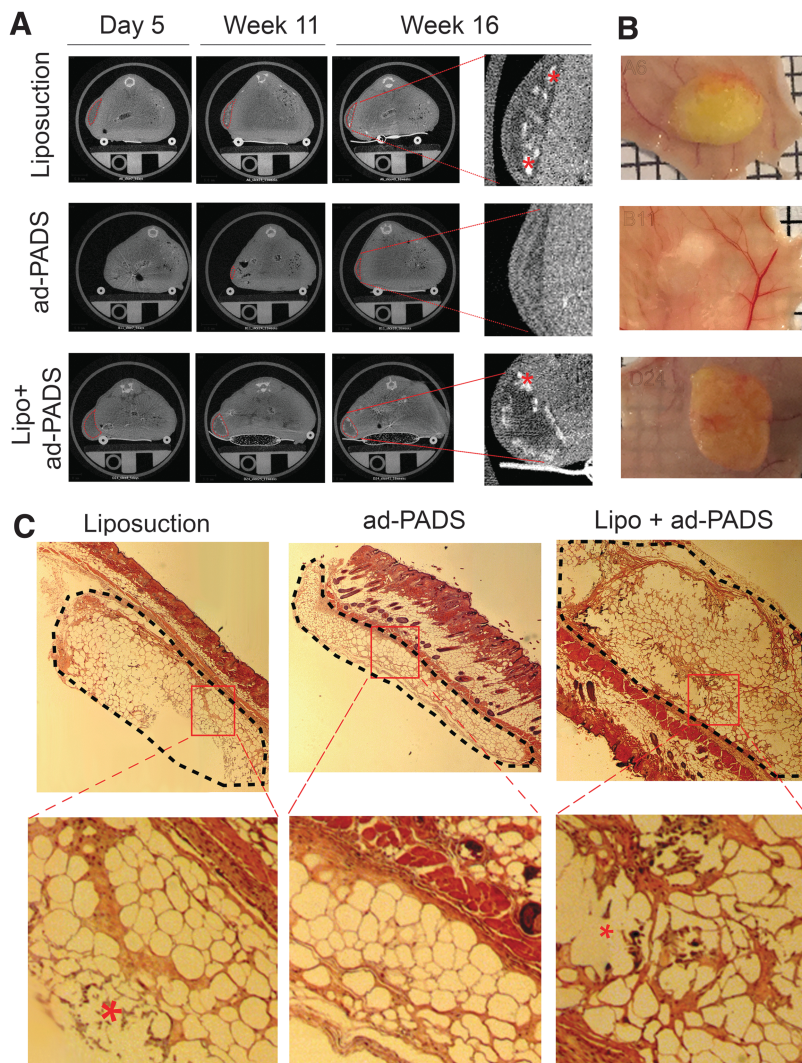 A
B
Day 5
Week 11
Week 16
Liposuction
ad-PADS
Lipo+
ad-PADS
A6
B11
C
Liposuction
ad-PADS
Lipo + ad-PADS